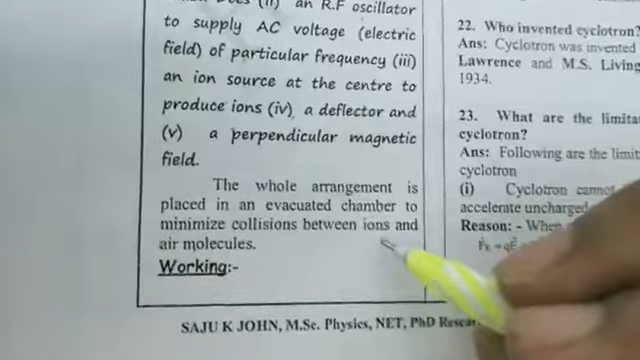 an R.F oscillator
to supply AC voltage (electric
field) of particular frequency (iii)
an ion source at the centre to
produce ions (iv) a deflector and
(v) a perpendicular magnetic
field.
The whole arrangement is
placed in an evacuated chamber to
minimize collisions between ions and
air molecules.
Working:-
22. Who invented cyclotron?
Ans: Cyclotron was invented
Lawrence and M.S. Living
1934.
23. What are the limita
cyclotron?
Ans: Following are the limit
cyclotron
(i) Cyclotron cannot
accelerate uncharged
Reason: - When
SAJU K JOHN, M.Sc. Physics, NET, PhD Resear